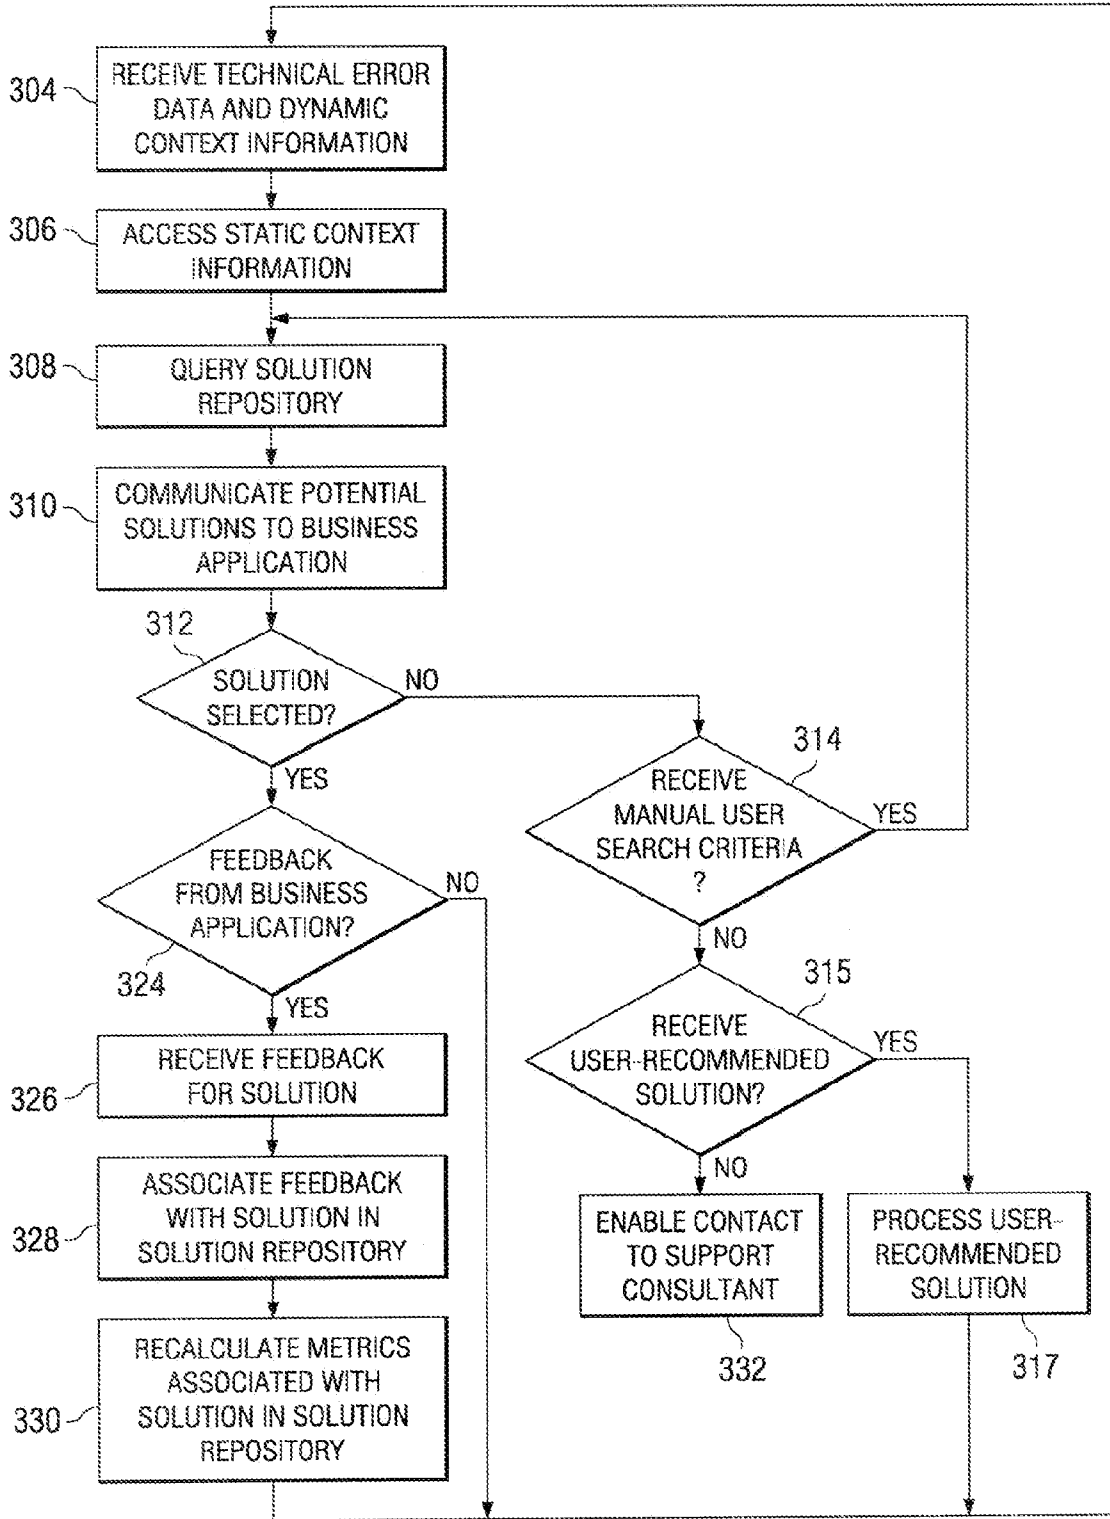 304
RECEIVE TECHNICAL ERROR
DATA AND DYNAMIC
CONTEXT INFORMATION
306
ACCESS STATIC CONTEXT
INFORMATION
308
QUERY SOLUTION
REPOSITORY
310
COMMUNICATE POTENTIAL
SOLUTIONS TO BUSINESS
APPLICATION
312
SOLUTION
SELECTED?
NO
YES
314
RECEIVE
MANUAL USER
SEARCH CRITERIA
?
YES
NO
FEEDBACK
FROM BUSINESS
APPLICATION?
NO
324
YES
315
RECEIVE
USER-RECOMMENDED
SOLUTION?
YES
NO
326
RECEIVE FEEDBACK
FOR SOLUTION
328
ASSOCIATE FEEDBACK
WITH SOLUTION IN
SOLUTION REPOSITORY
ENABLE CONTACT
TO SUPPORT
CONSULTANT
332
PROCESS USER-
RECOMMENDED
SOLUTION
317
330
RECALCULATE METRICS
ASSOCIATED WITH
SOLUTION IN SOLUTION
REPOSITORY